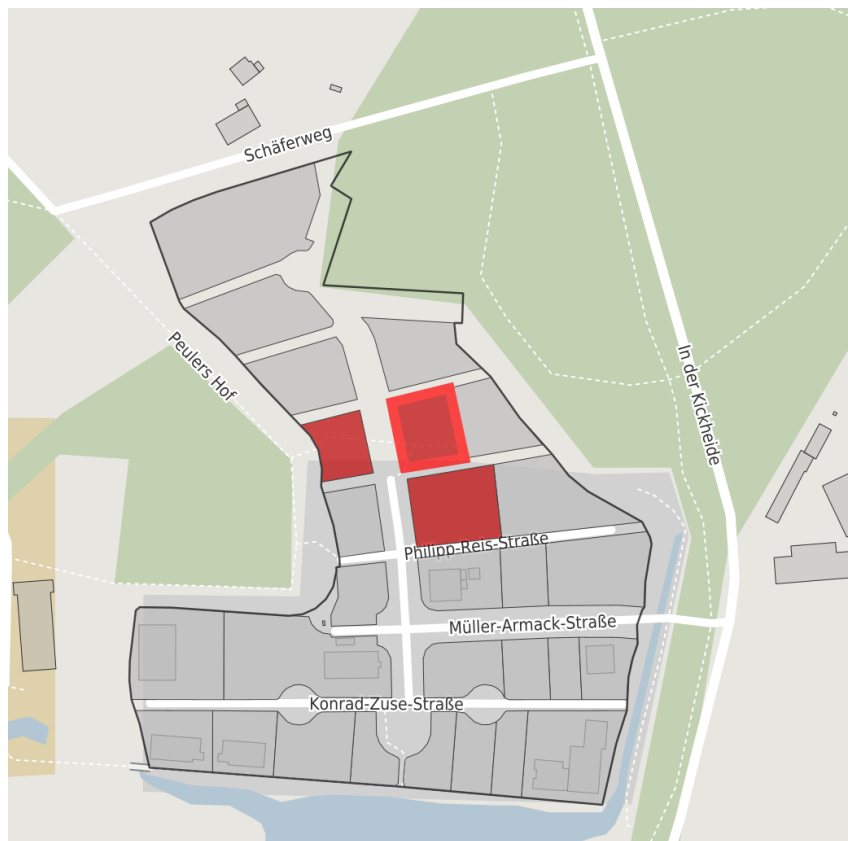 Schäferweg
Peulers Hof
In der Kickheide
Philipp-Reis-Straße
Müller-Armack-Straße
Konrad-Zuse-Straße